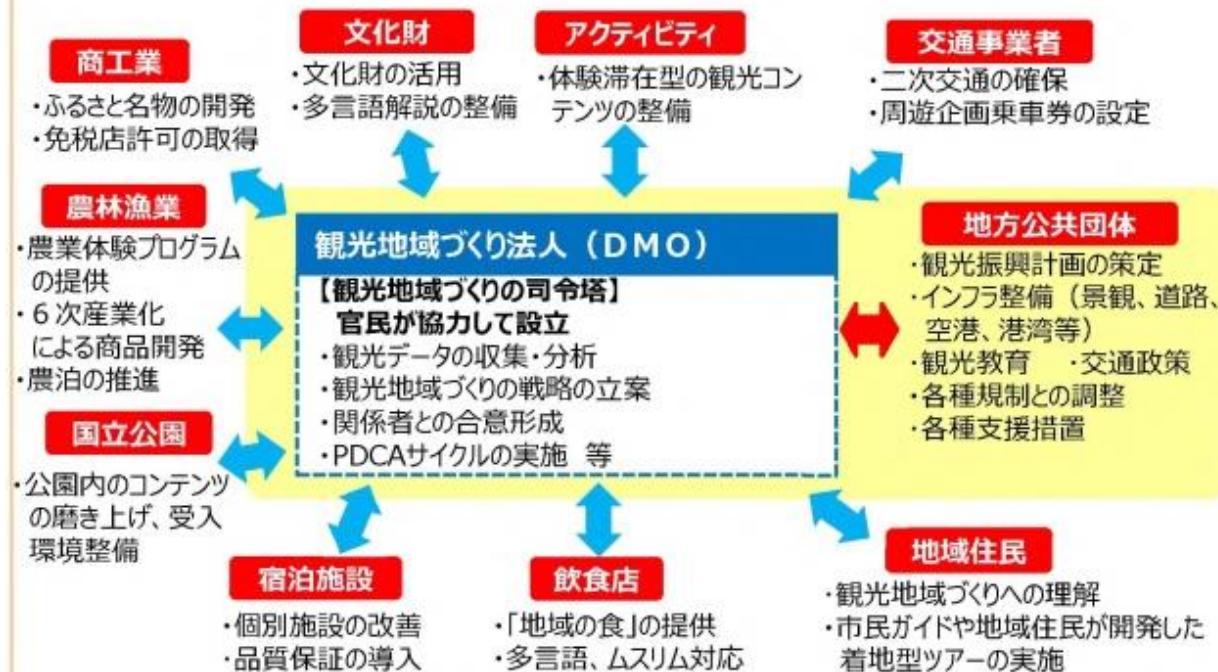 商工業
・ふるさと名物の開発
・免税店許可の取得
文化財
・文化財の活用
・多言語解説の整備
アクティビティ
・体験滞在型の観光コン
テンツの整備
交通事業者
・二次交通の確保
・周遊企画乗車券の設定
農林漁業
・農業体験プログラム
の提供
・６次産業化
による商品開発
・農泊の推進
観光地域づくり法人（ＤＭＯ）
【観光地域づくりの司令塔】
官民が協力して設立
・観光データの収集・分析
・観光地域づくりの戦略の立案
・関係者との合意形成
・PDCAサイクルの実施 等
地方公共団体
・観光振興計画の策定
・インフラ整備（景観、道路、
空港、港湾等）
・観光教育 ・交通政策
・各種規制との調整
・各種支援措置
国立公園
・公園内のコンテンツ
の磨き上げ、受入
環境整備
宿泊施設
・個別施設の改善
・品質保証の導入
飲食店
・「地域の食」の提供
・多言語、ムスリム対応
地域住民
・観光地域づくりへの理解
・市民ガイドや地域住民が開発した
着地型ツアーの実施